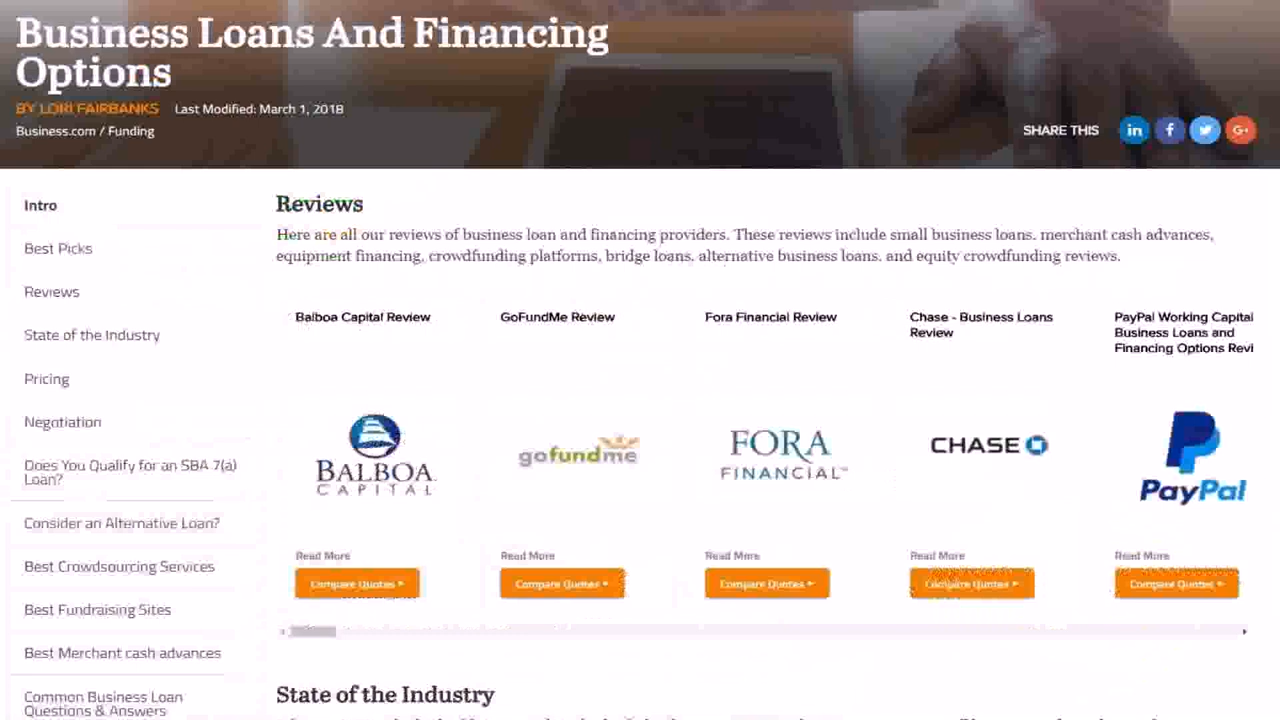 Business Loans And Financing
Options
BY LORI FAIRBANKS Last Modified: March 1, 2018
Business.com / Funding
SHARE THIS in f G+
Intro
Best Picks
Reviews
State of the Industry
Pricing
Negotiation
Does You Qualify for an SBA 7(a)
Loan?
Consider an Alternative Loan?
Best Crowdsourcing Services
Best Fundraising Sites
Best Merchant cash advances
Common Business Loan
Questions & Answers
Reviews
Here are all our reviews of business loan and financing providers. These reviews include small business loans, merchant cash advances,
equipment financing, crowdfunding platforms, bridge loans, alternative business loans, and equity crowdfunding reviews.
Balboa Capital Review
GoFundMe Review
Fora Financial Review
Chase - Business Loans
Review
PayPal Working Capital
Business Loans and
Financing Options Revi
BALBOA
CAPITAL
gofundme
FORA
FINANCIAL
CHASE
PayPal
Read More
Compare Quotes
Read More
Compare Quotes
Read More
Compare Quotes
Read More
Compare Quotes
Read More
Compare Quotes
State of the Industry